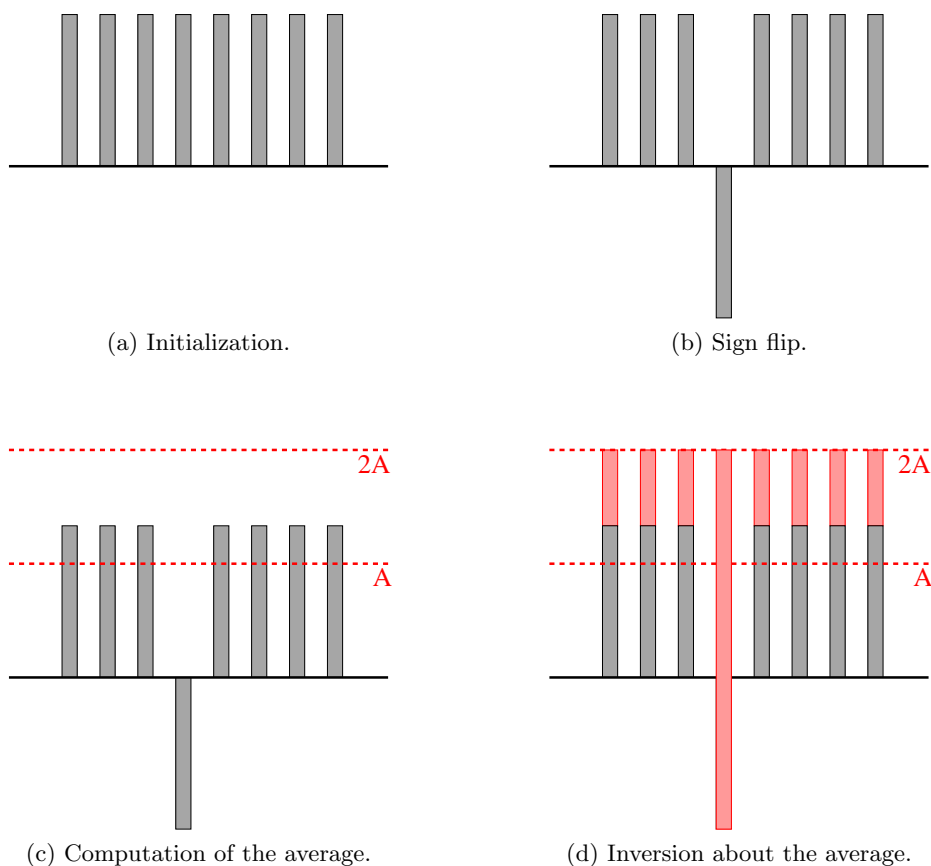 (a) Initialization.
(b) Sign flip.
2A
A
(c) Computation of the average.
2A
A
(d) Inversion about the average.